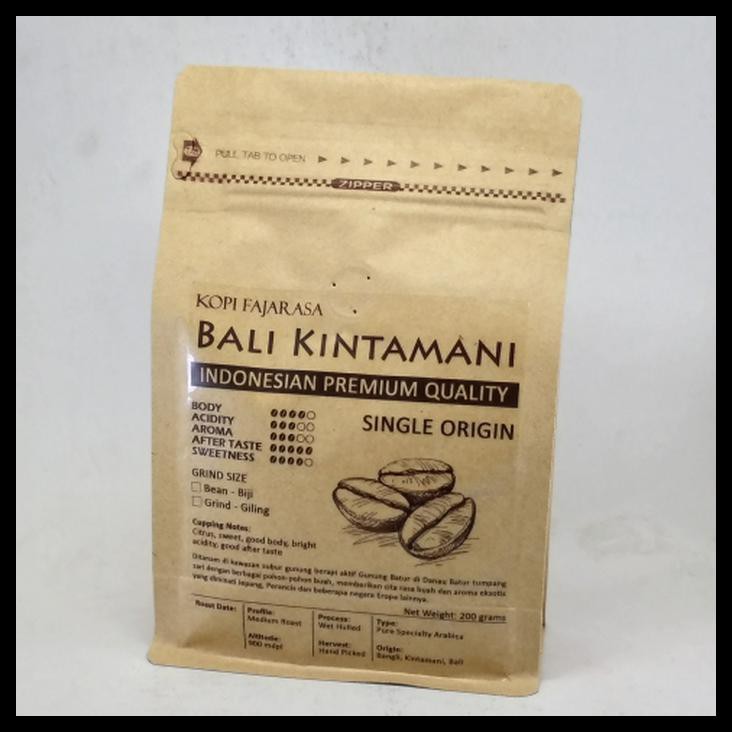 PULL TAB TO OPEN
ZIPPER
KOPI FAJARASA
BALI KINTAMANI
INDONESIAN PREMIUM QUALITY
BODY
ACIDITY
AROMA
AFTER TASTE
SWEETNESS
SINGLE ORIGIN
GRIND SIZE
Bean - Biji
Grind - Giling
Cupping Notes:
Citrus, sweet, good body, bright
acidity, good after taste
Ditanam di kawasan subur gunung berapi aktif Gunung Batur di Danau Batur tumpang
sari dengan berbagai pohon-pohon buah, memberikan cita rasa buah dan aroma eksotis
yang diminati Jepang, Perancis dan beberapa negara Eropa lainnya.
Net Weight: 200 grams
Roast Date:
Profile:
Medium Roast
Altitude:
900 mdpl
Process:
Wet Hulled
Harvest:
Hand Picked
Type:
Pure Specialty Arabica
Origin:
Bangli, Kintamani, Bali